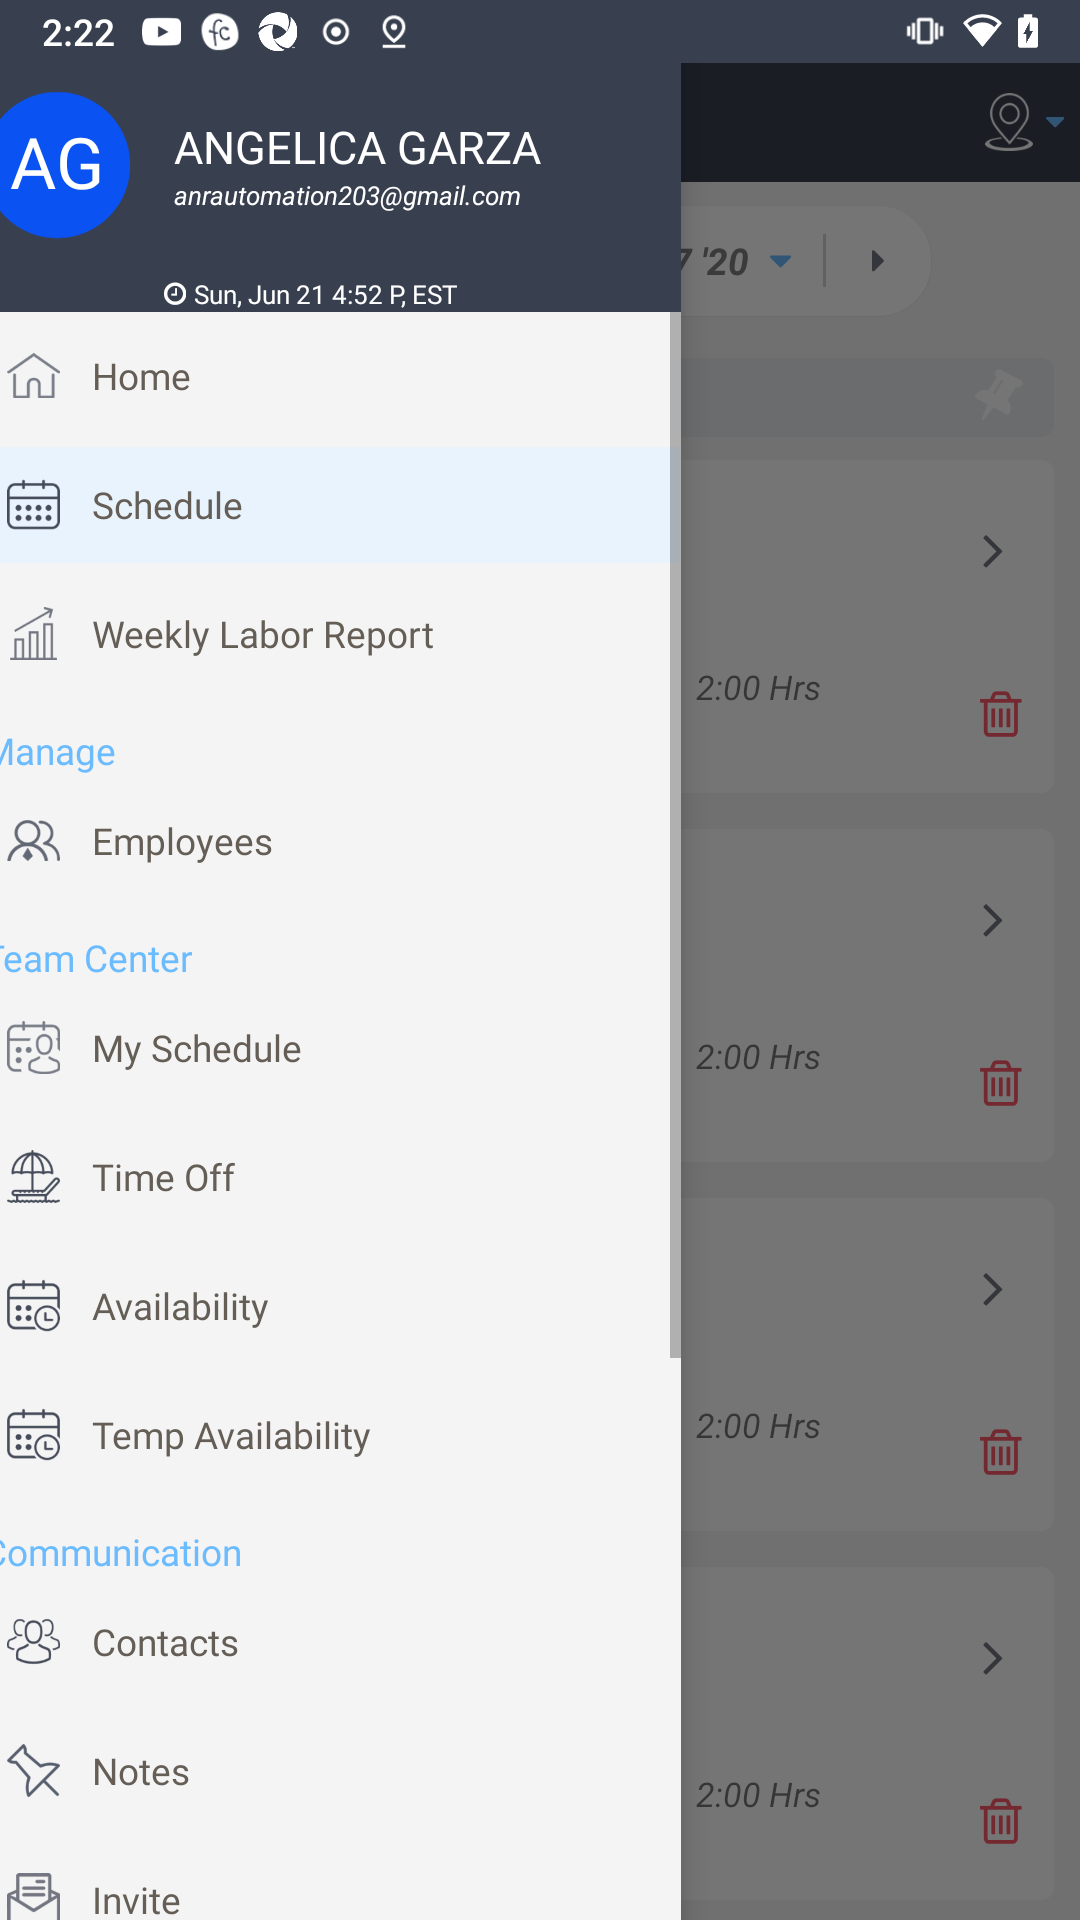 2:22
AG
ANGELICA GARZA
anrautomation203@gmail.com
Sun, Jun 21 4:52 P, EST
7 '20
Home
Schedule
Weekly Labor Report
2:00 Hrs
Manage
Employees
Team Center
My Schedule
2:00 Hrs
Time Off
Availability
Temp Availability
2:00 Hrs
Communication
Contacts
Notes
2:00 Hrs
Invite